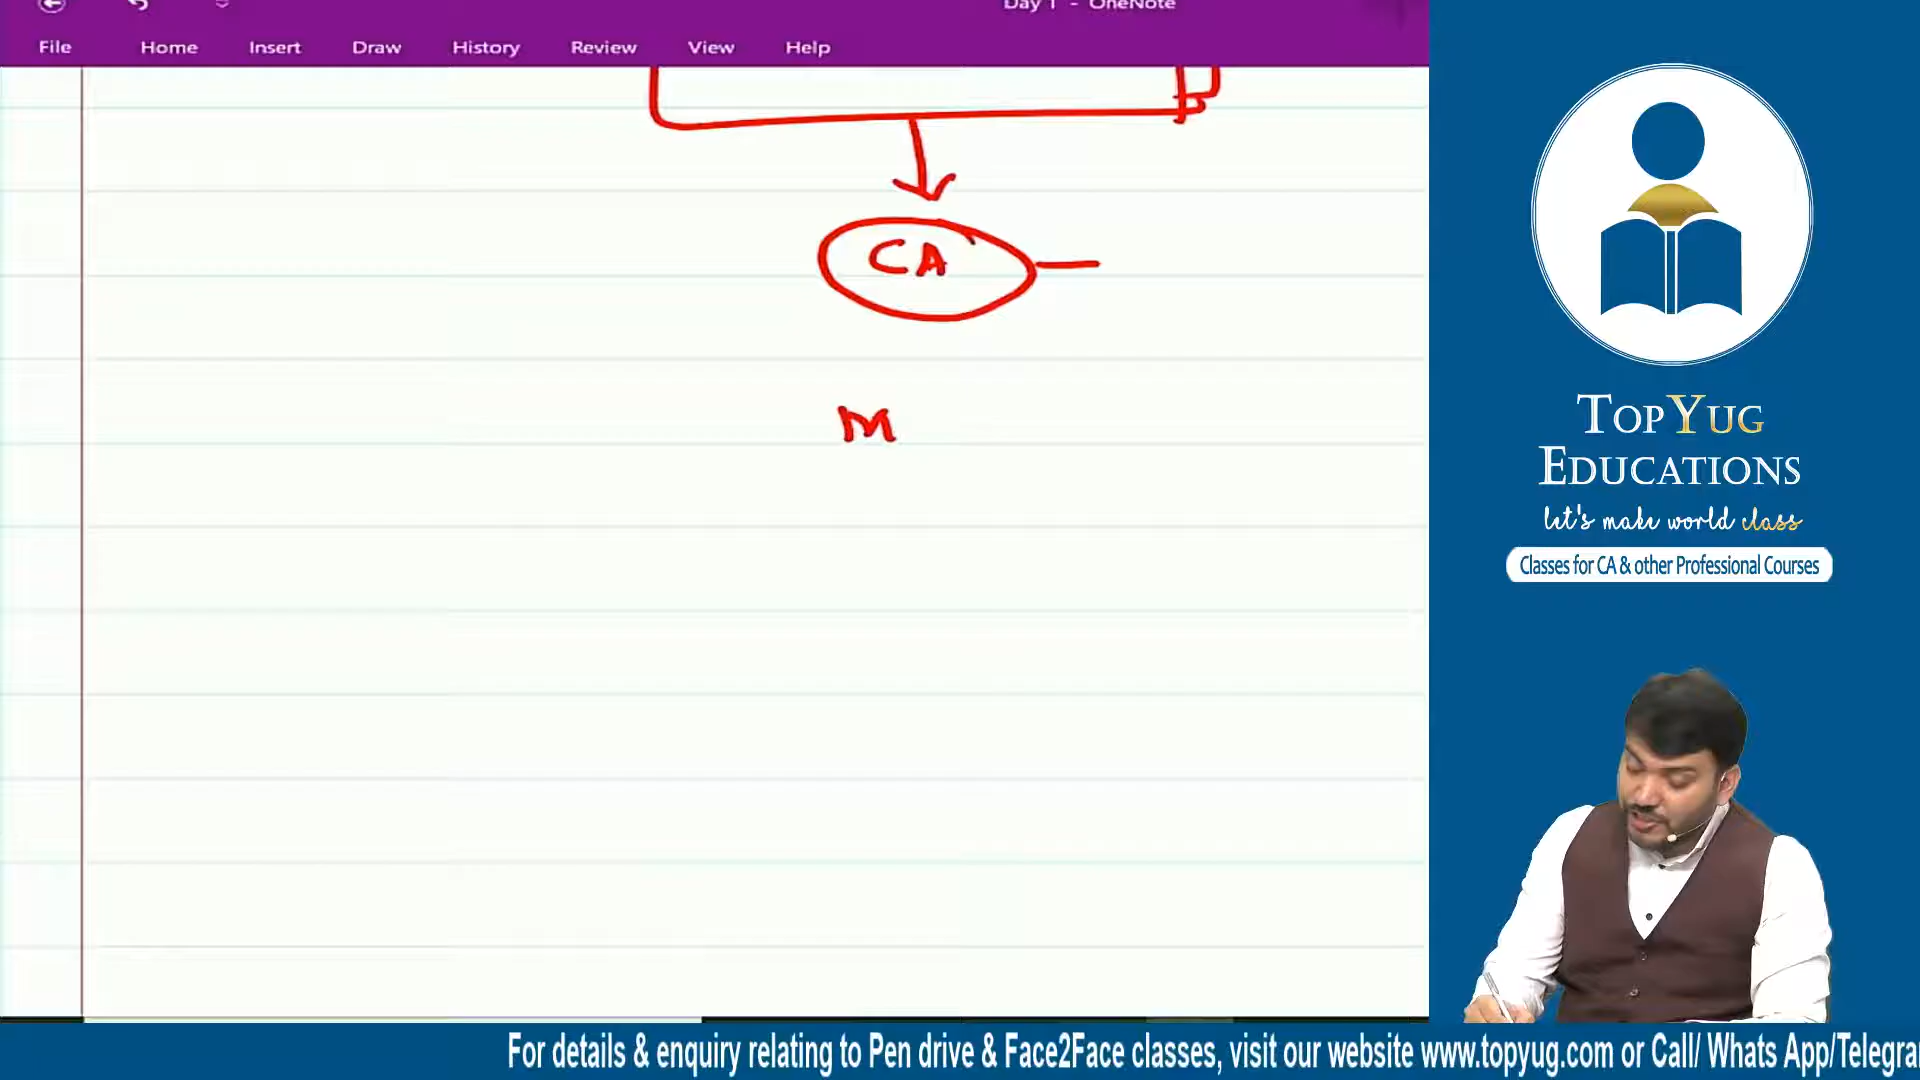 Day 1 - OneNote
File Home Insert Draw History Review View Help
CA
M
TOPYUG
EDUCATIONS
let's make world class
Classes for CA & other Professional Courses
For details & enquiry relating to Pen drive & Face2Face classes, visit our website www.topyug.com or Call/ Whats App/Telegra